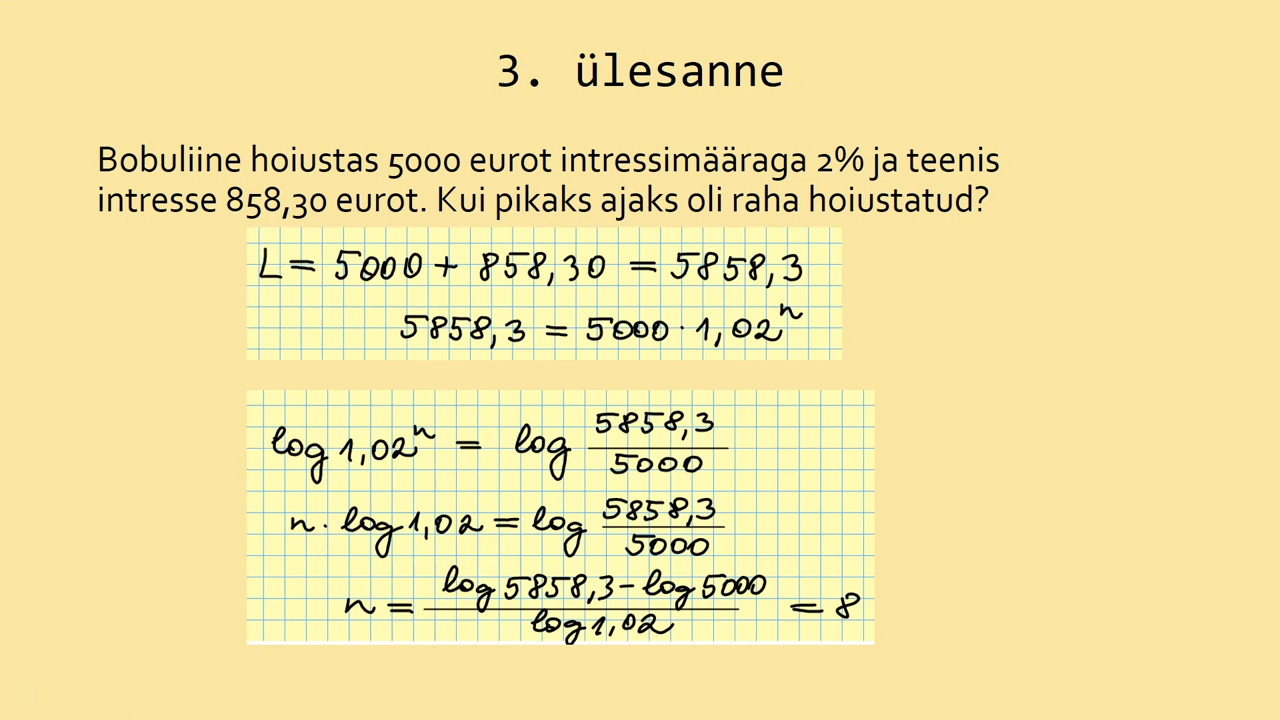 3. ülesanne
Bobuliine hoiustas 5000 eurot intressimääraga 2% ja teenis
intresse 858,30 eurot. Kui pikaks ajaks oli raha hoiustatud?
L = 5000 + 858,30 = 5858,3
5858,3 = 5000 · 1,02ⁿ
log 1,02ⁿ = log 5858,3/5000
n · log 1,02 = log 5858,3/5000
n = (log 5858,3 - log 5000)/log 1,02 = 8